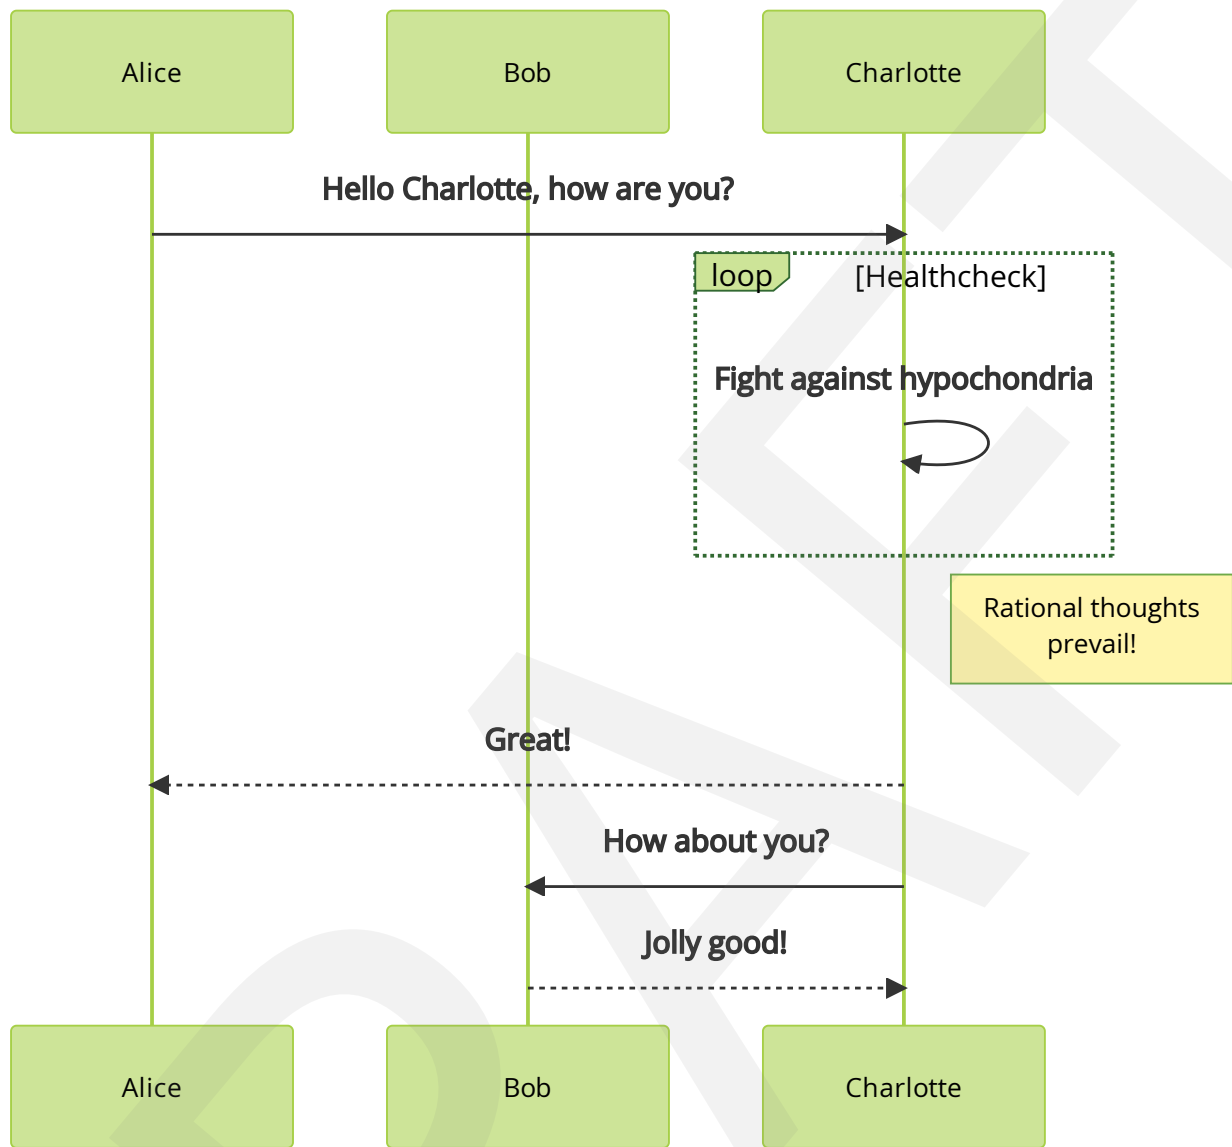 Alice
Bob
Charlotte
Hello Charlotte, how are you?
loop
[Healthcheck]
Fight against hypochondria
Rational thoughts
prevail!
Great!
How about you?
Jolly good!
Alice
Bob
Charlotte